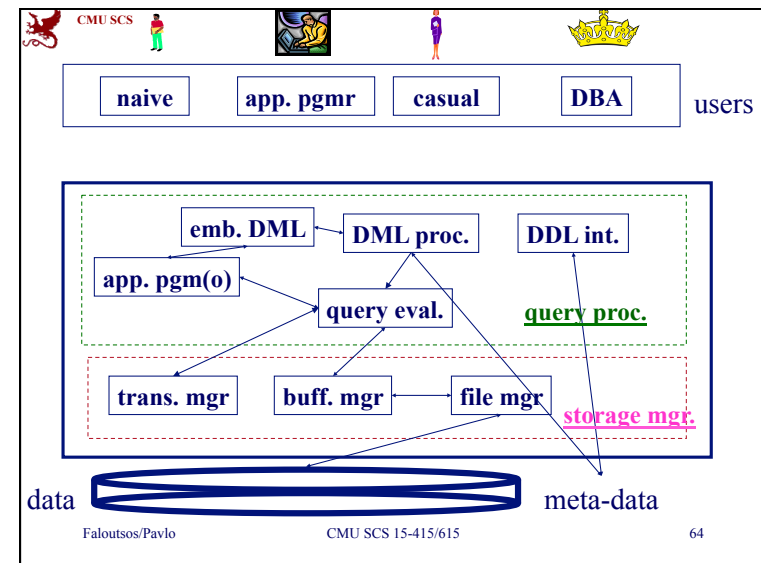 CMU SCS
naive
app. pgmr
casual
DBA
users
emb. DML
DML proc.
DDL int.
app. pgm(o)
query eval.
query proc.
trans. mgr
buff. mgr
file mgr
storage mgr.
data
meta-data
Faloutsos/Pavlo
CMU SCS 15-415/615
64